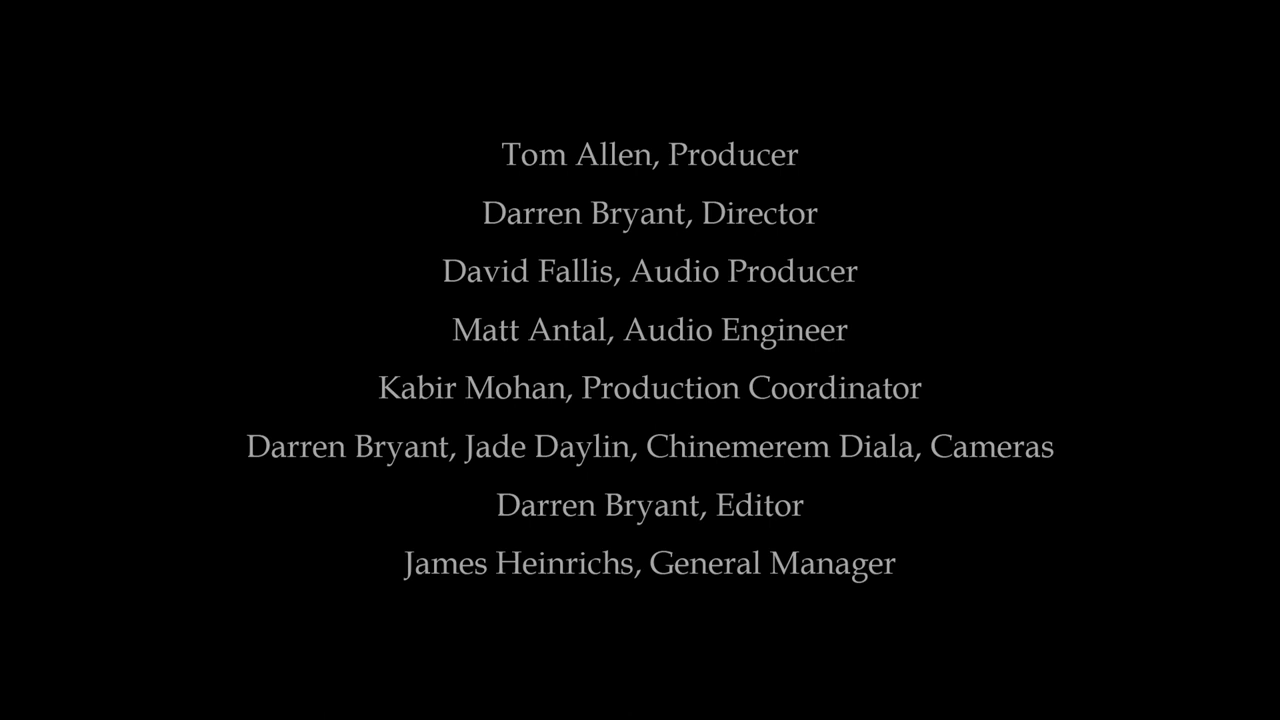 Tom Allen, Producer
Darren Bryant, Director
David Fallis, Audio Producer
Matt Antal, Audio Engineer
Kabir Mohan, Production Coordinator
Darren Bryant, Jade Daylin, Chinemerem Diala, Cameras
Darren Bryant, Editor
James Heinrichs, General Manager